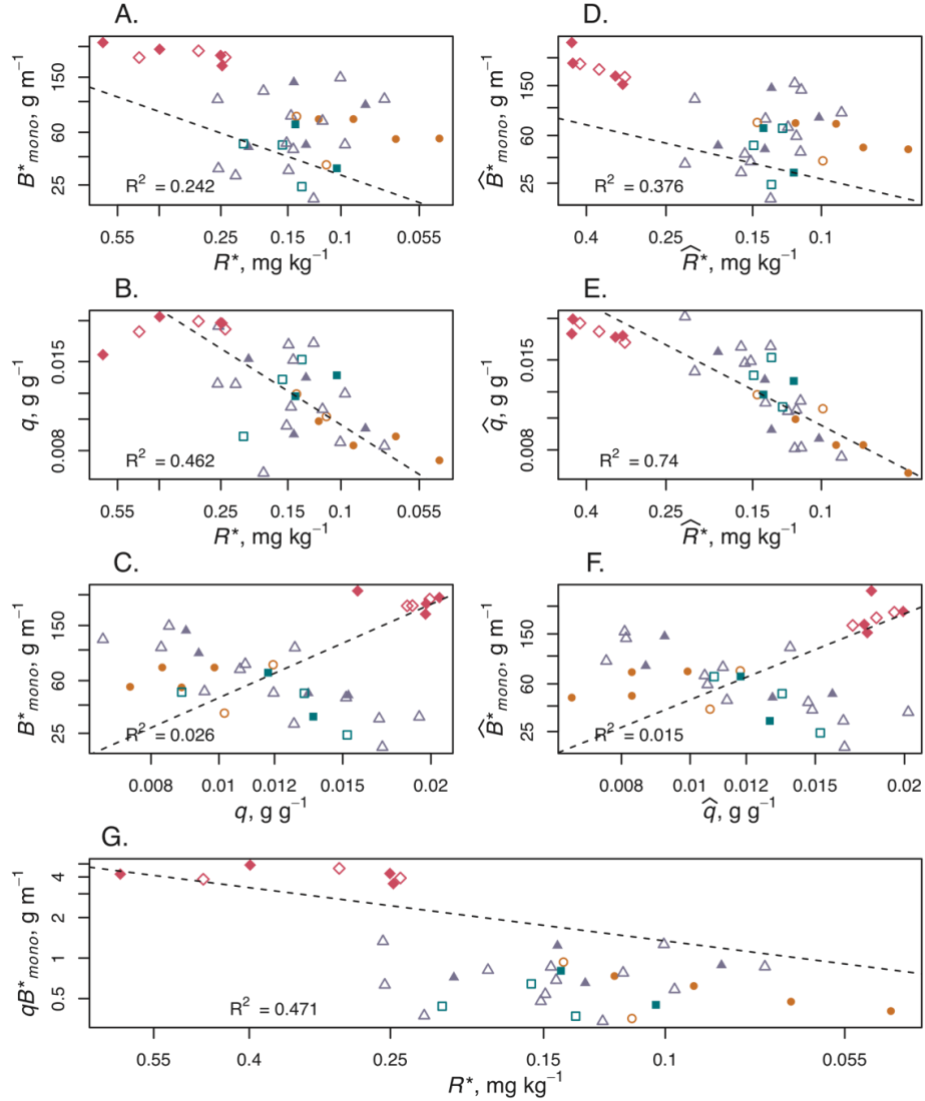 A.
B*mono, g m−1
150
60
25
R2 = 0.242
0.55 0.25 0.15 0.1 0.055
R*, mg kg−1
D.
B̂*mono, g m−1
150
60
25
R2 = 0.376
0.4 0.25 0.15 0.1
R̂*, mg kg−1
B.
q, g g−1
0.015
0.008
R2 = 0.462
0.55 0.25 0.15 0.1 0.055
R*, mg kg−1
E.
q̂, g g−1
0.015
0.008
R2 = 0.74
0.4 0.25 0.15 0.1
R̂*, mg kg−1
C.
B*mono, g m−1
150
60
25
R2 = 0.026
0.008 0.01 0.012 0.015 0.02
q, g g−1
F.
B̂*mono, g m−1
150
60
25
R2 = 0.015
0.008 0.01 0.012 0.015 0.02
q̂, g g−1
G.
qB*mono, g m−1
4
2
1
0.5
R2 = 0.471
0.55 0.4 0.25 0.15 0.1 0.055
R*, mg kg−1